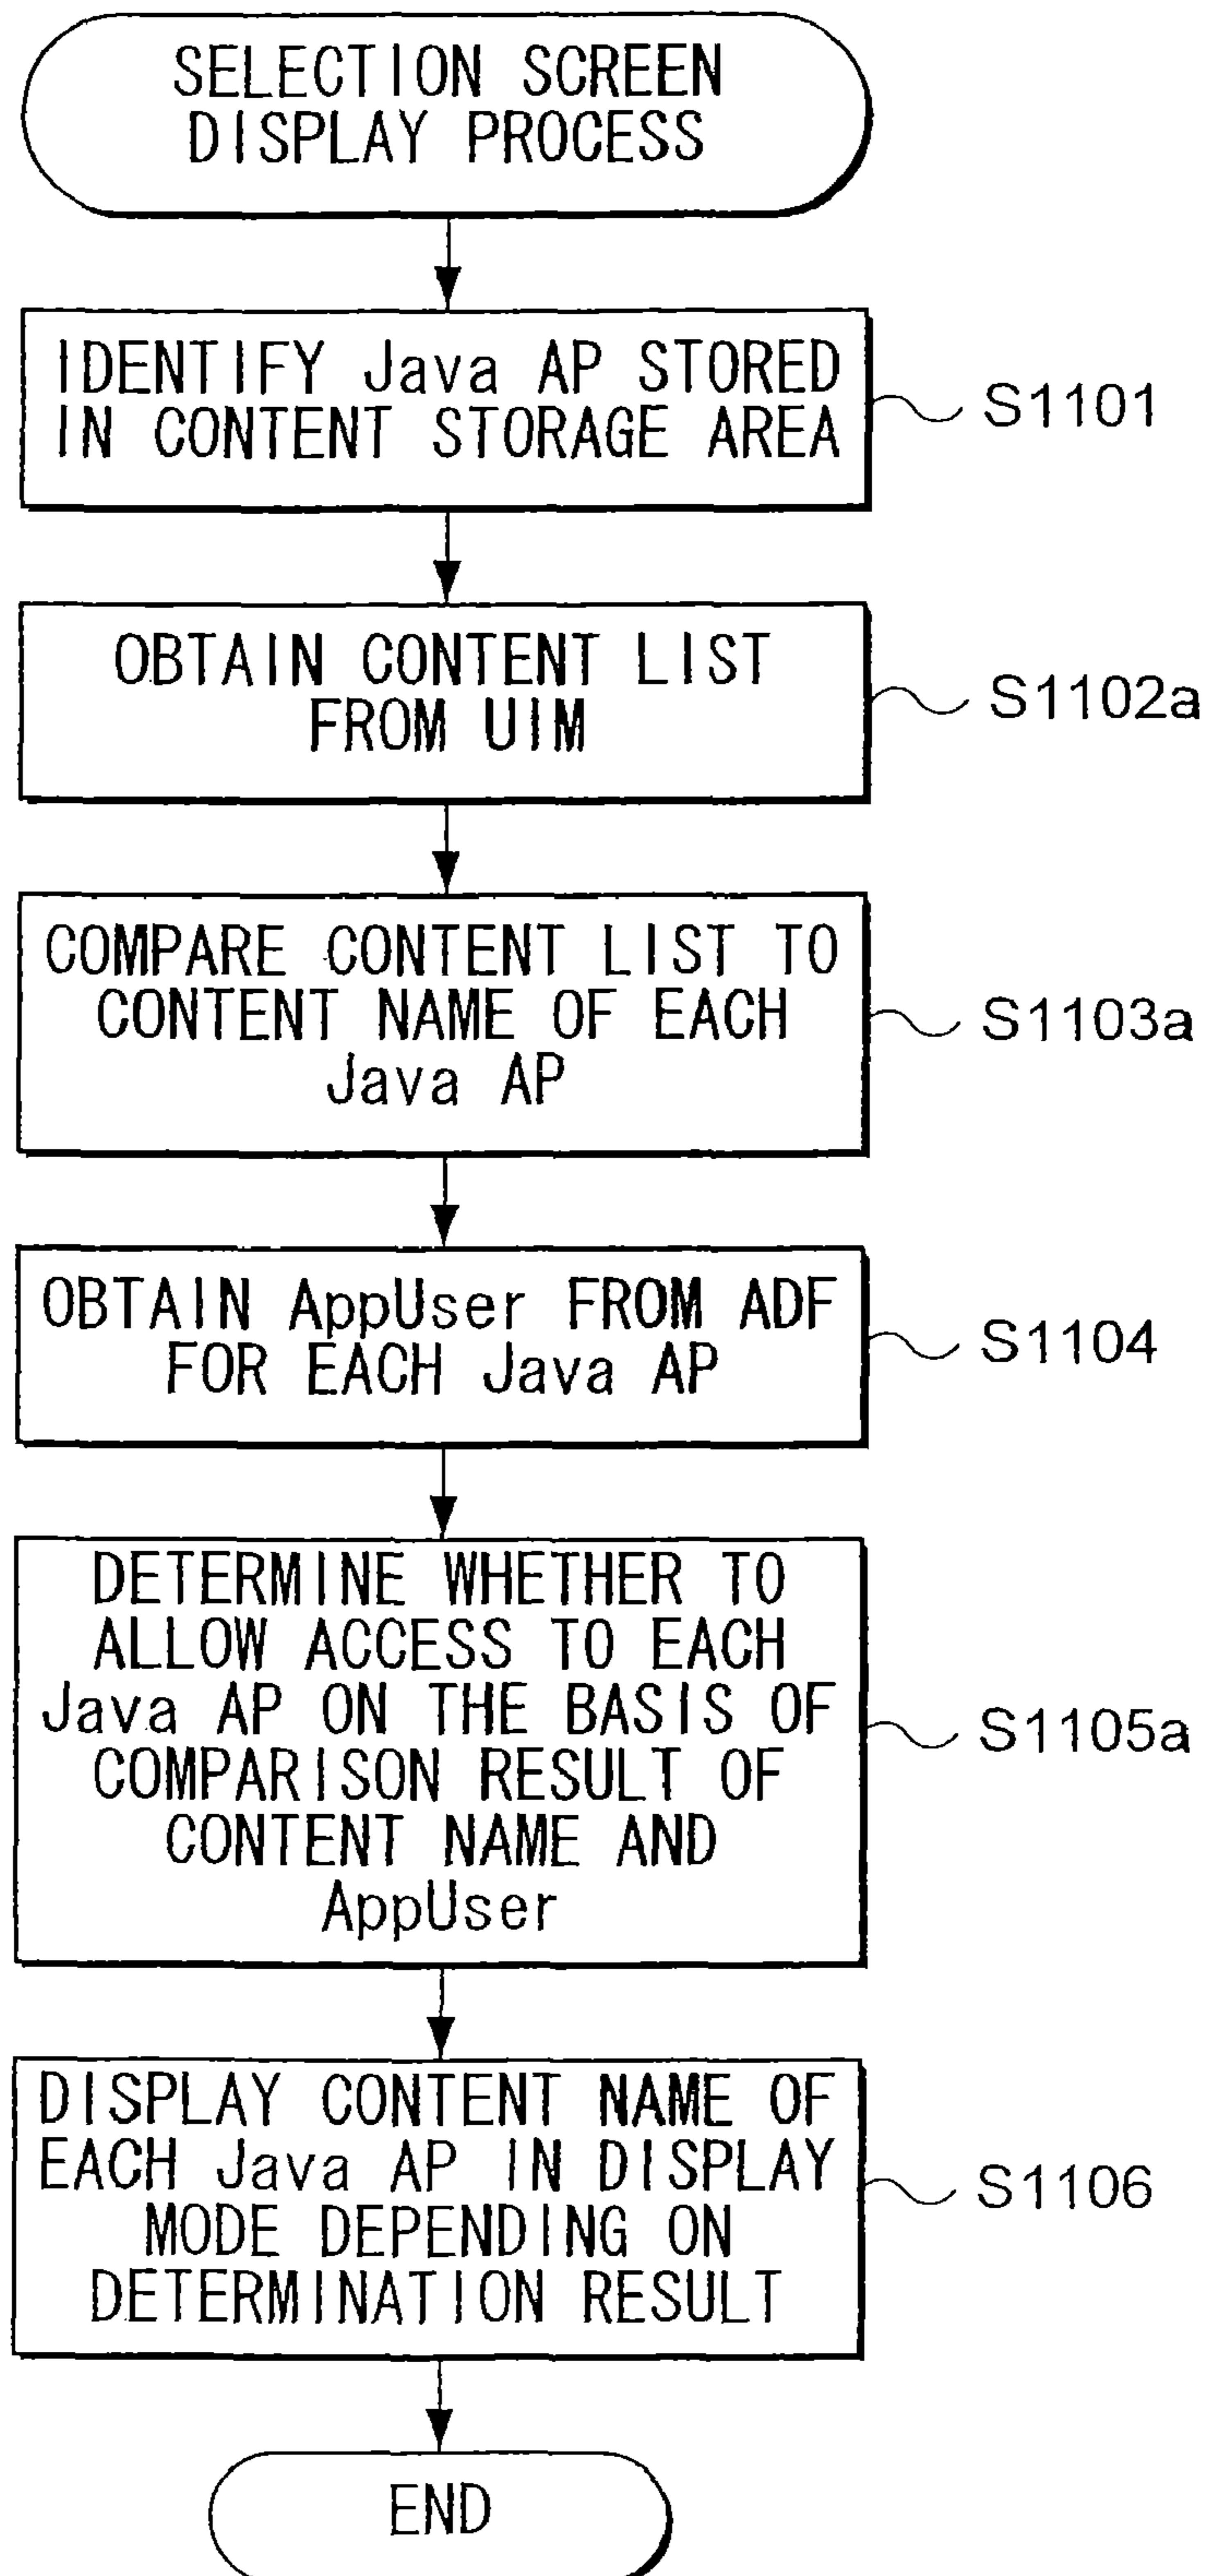 SELECTION SCREEN
DISPLAY PROCESS
IDENTIFY Java AP STORED
IN CONTENT STORAGE AREA
S1101
OBTAIN CONTENT LIST
FROM UIM
S1102a
COMPARE CONTENT LIST TO
CONTENT NAME OF EACH
Java AP
S1103a
OBTAIN AppUser FROM ADF
FOR EACH Java AP
S1104
DETERMINE WHETHER TO
ALLOW ACCESS TO EACH
Java AP ON THE BASIS OF
COMPARISON RESULT OF
CONTENT NAME AND
AppUser
S1105a
DISPLAY CONTENT NAME OF
EACH Java AP IN DISPLAY
MODE DEPENDING ON
DETERMINATION RESULT
S1106
END